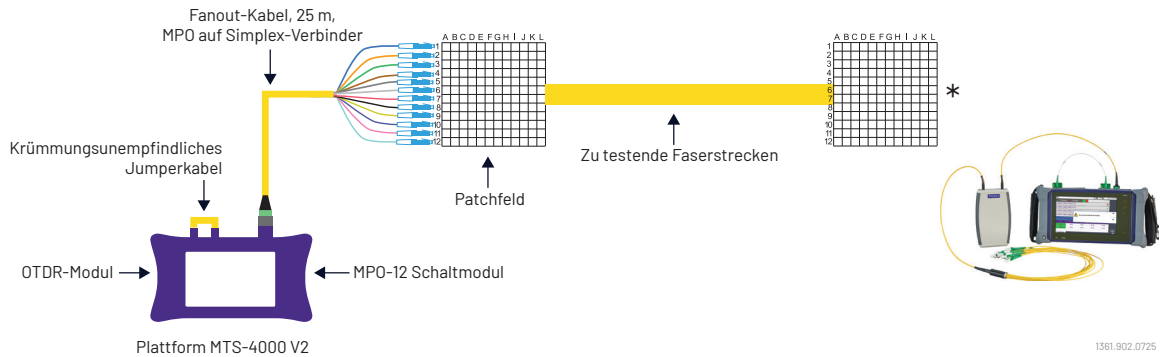 Fanout-Kabel, 25 m,
MPO auf Simplex-Verbinder
A B C D E F G H I J K L
1
2
3
4
5
6
7
8
9
10
11
12
A B C D E F G H I J K L
1
2
3
4
5
6
7
8
9
10
11
12
*
Krümmungsunempfindliches
Jumperkabel
Zu testende Faserstrecken
Patchfeld
OTDR-Modul
MPO-12 Schaltmodul
Plattform MTS-4000 V2
1361.902.0725